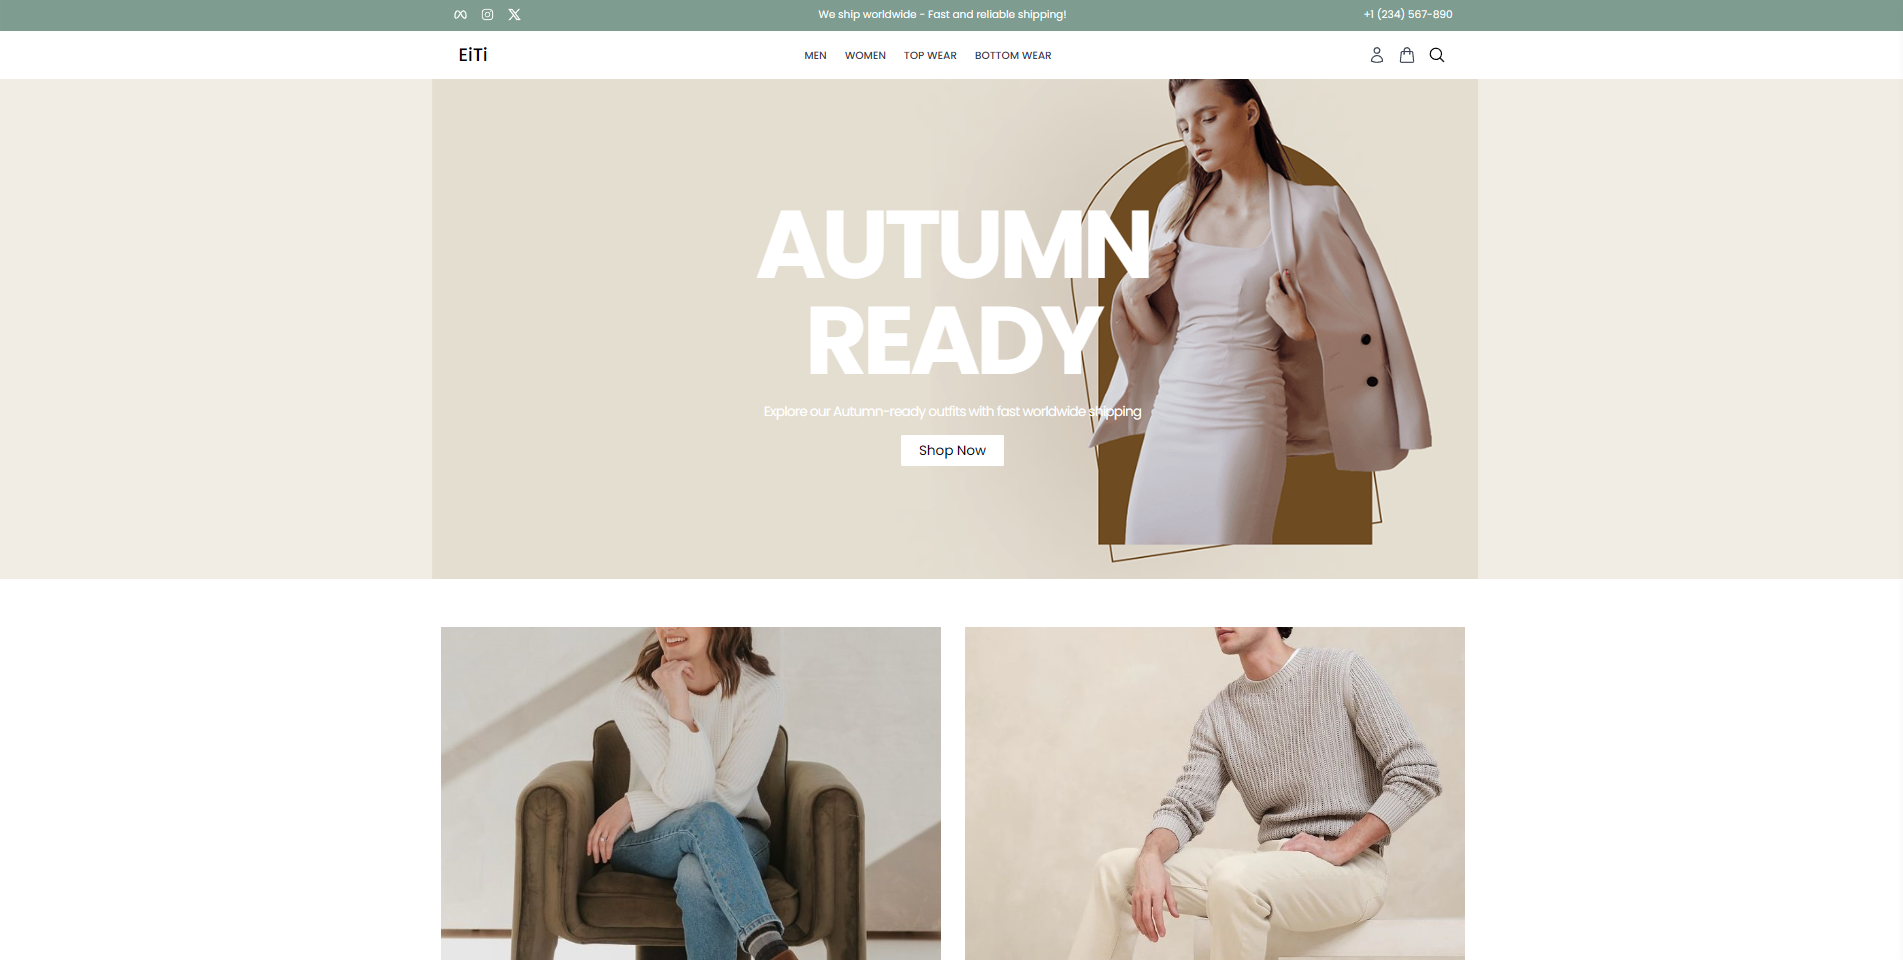 We ship worldwide - Fast and reliable shipping!
+1 (234) 567-890
EiTi
MEN
WOMEN
TOP WEAR
BOTTOM WEAR
AUTUMN
READY
Explore our Autumn-ready outfits with fast worldwide shipping
Shop Now